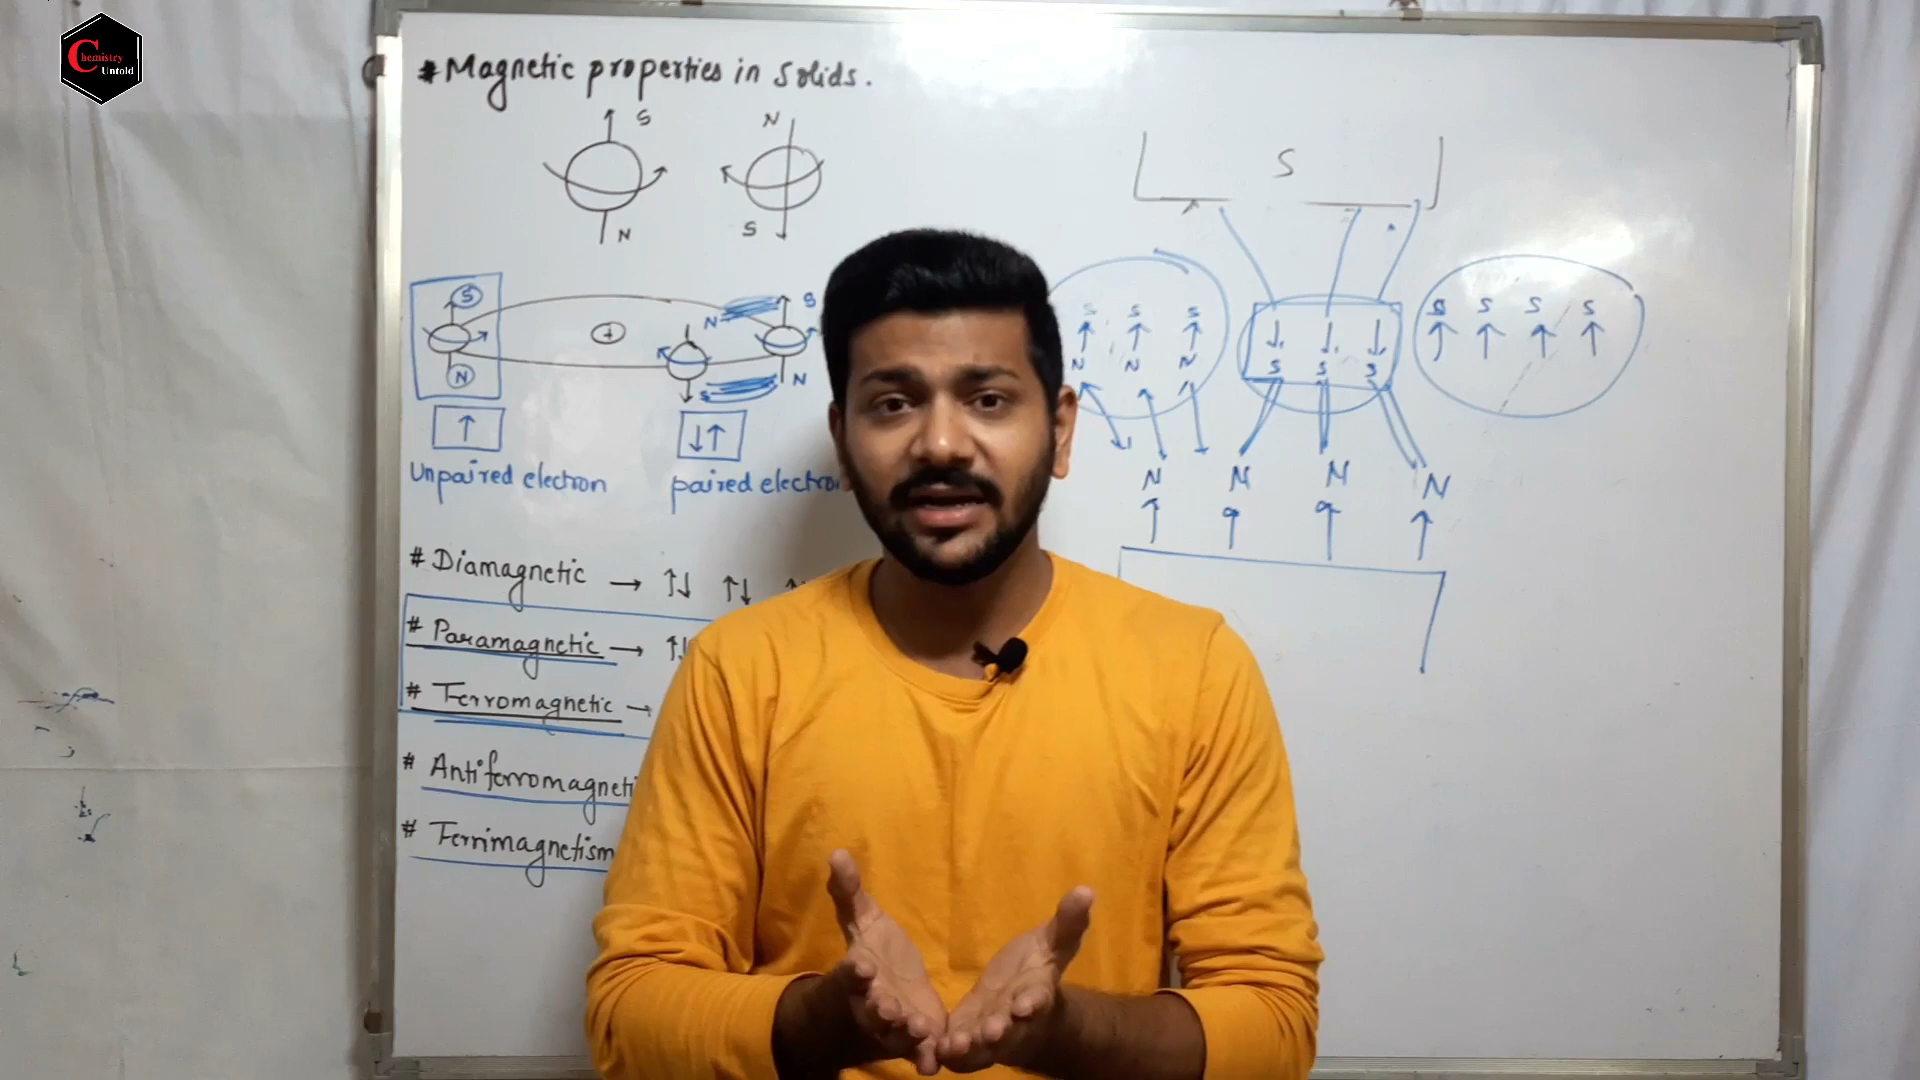 Chemistry
Untold
# Magnetic properties in Solids.
S
N
N
S
S
S
N
+
N
S
S
N
↑
↓↑
Unpaired electron
paired electro
# Diamagnetic → ↑↓ ↑↓
# Paramagnetic →
# Ferromagnetic →
# Antiferromagneti
# Ferrimagnetism
S S S
↑ ↑ ↑
N N N
↓ ↓ ↓
S S S
S S S S
↑ ↑ ↑ ↑
N N N N
↑ ↑ ↑ ↑